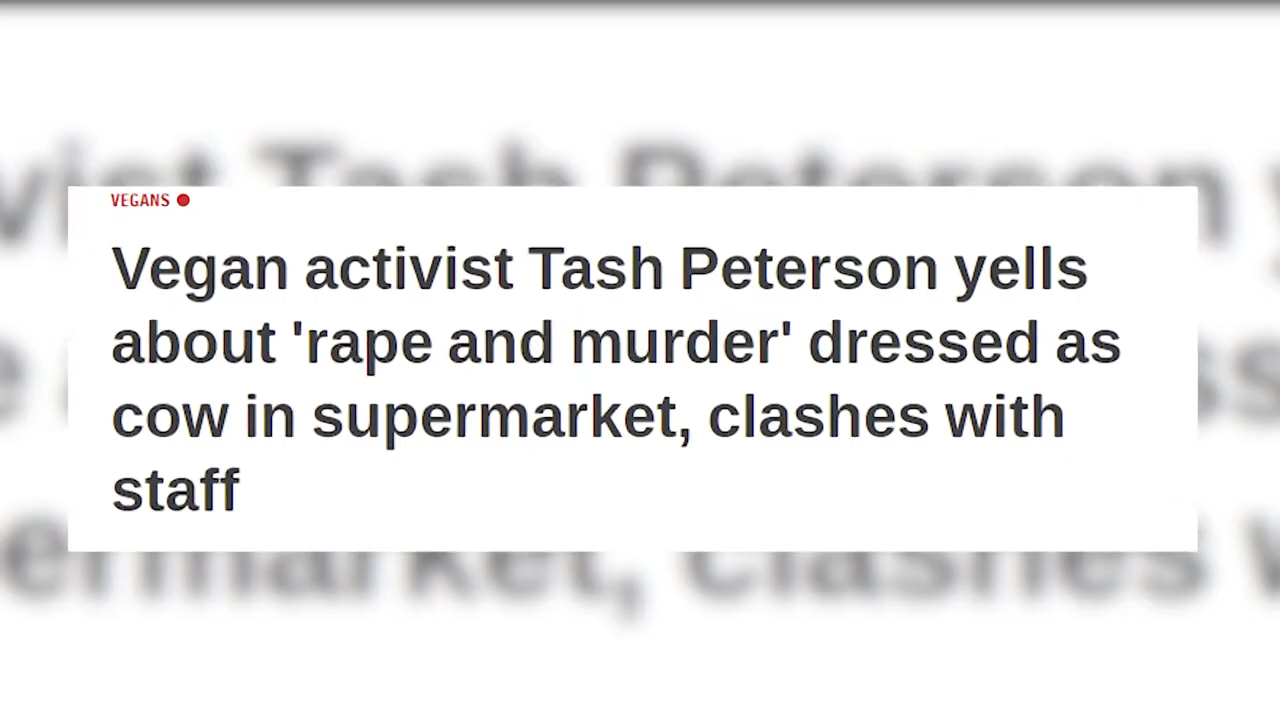 VEGANS
Vegan activist Tash Peterson yells
about 'rape and murder' dressed as
cow in supermarket, clashes with
staff